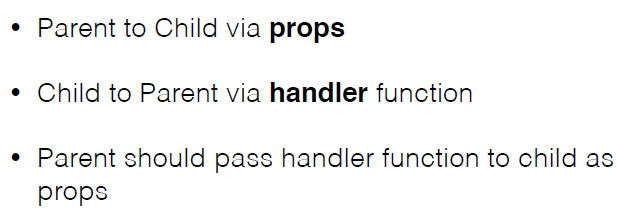 • Parent to Child via props
• Child to Parent via handler function
• Parent should pass handler function to child as
props